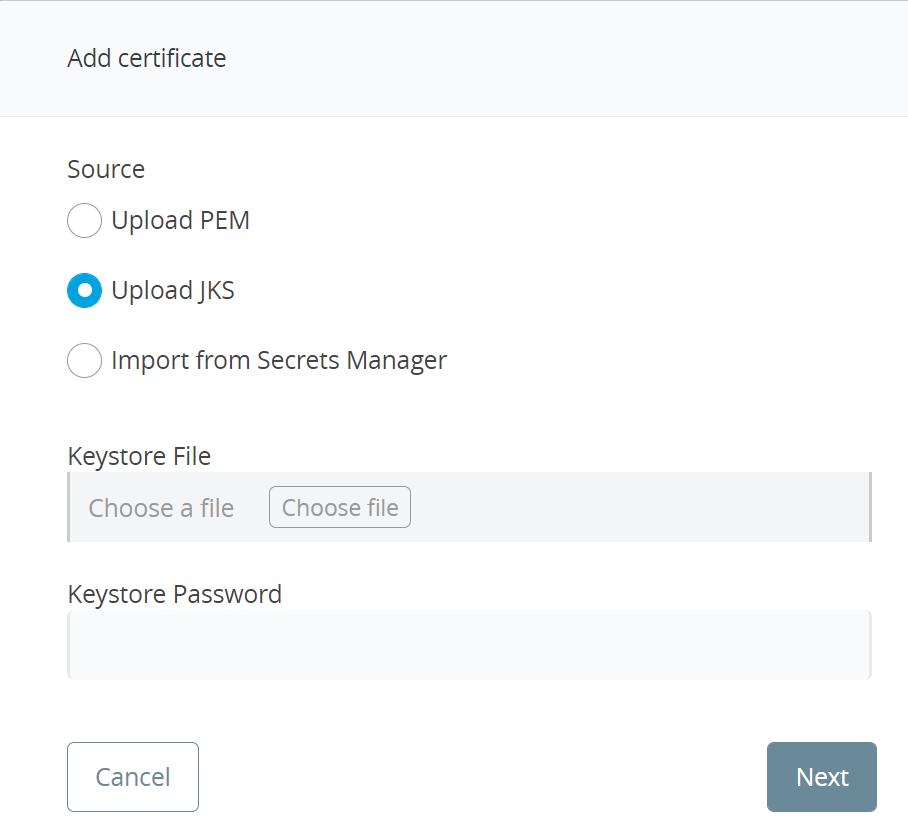 Add certificate
Source
Upload PEM
Upload JKS
Import from Secrets Manager
Keystore File
Choose a file Choose file
Keystore Password
Cancel Next